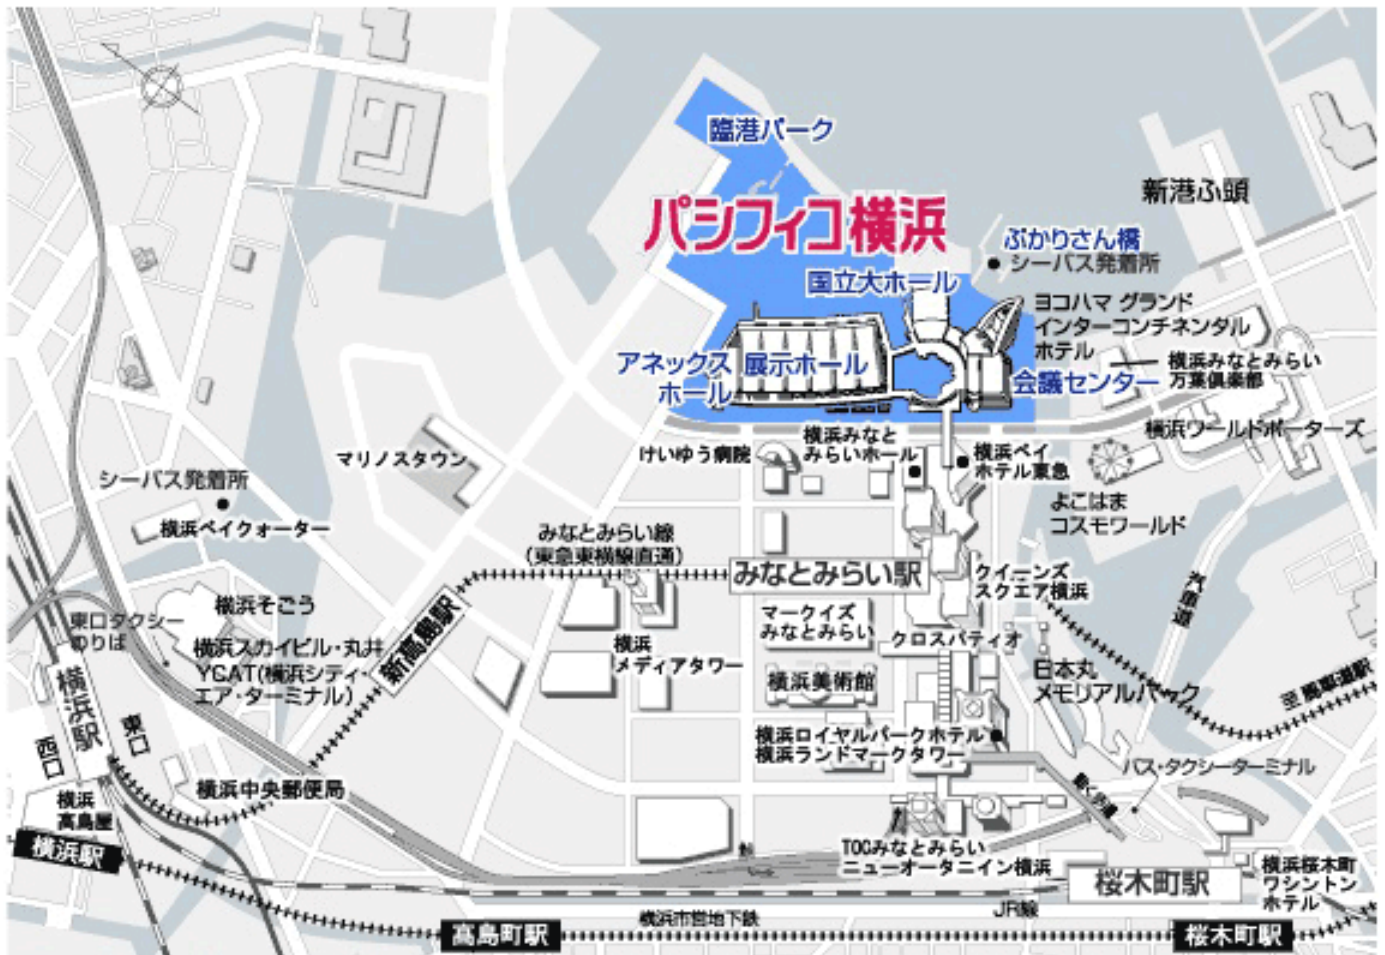 臨港パーク
パシフィコ横浜
新港ふ頭
ぷかりさん橋
シーバス発着所
国立大ホール
ヨコハマ グランド
インターコンチネンタル
ホテル
アネックス
ホール
展示ホール
会議センター
横浜みなとみらい
万葉倶楽部
横浜ワールドポーターズ
けいゆう病院
横浜みなと
みらいホール
横浜ベイ
ホテル東急
よこはま
コスモワールド
マリノスタウン
シーバス発着所
横浜ベイクォーター
みなとみらい線
(東急東横線直通)
みなとみらい駅
クイーンズ
スクエア横浜
汽車道
新高島駅
横浜そごう
東口タクシー
のりば
横浜スカイビル・丸井
YCAT(横浜シティ・
エア・ターミナル)
横浜
メディアタワー
マークイズ
みなとみらい
クロスパティオ
日本丸
メモリアルパーク
至馬車道駅
横浜美術館
横浜駅
東口
西口
横浜ロイヤルパークホテル
横浜ランドマークタワー
バス・タクシーターミナル
動く歩道
横浜中央郵便局
横浜
高島屋
横浜駅
TOCみなとみらい
ニューオータニイン横浜
桜木町駅
横浜桜木町
ワシントン
ホテル
JR線
横浜市営地下鉄
高島町駅
桜木町駅